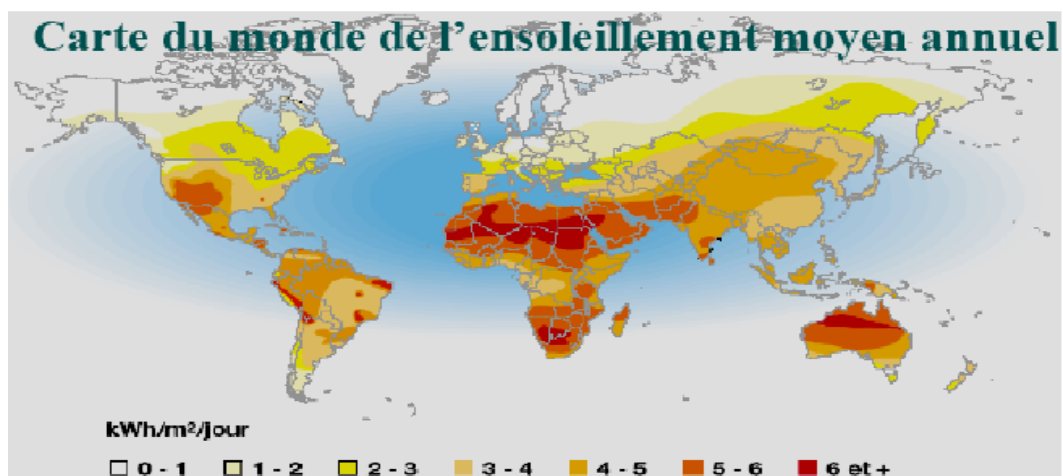 Carte du monde de l'ensoleillement moyen annuel
kWh/m²/jour
0 - 1 1 - 2 2 - 3 3 - 4 4 - 5 5 - 6 6 et +